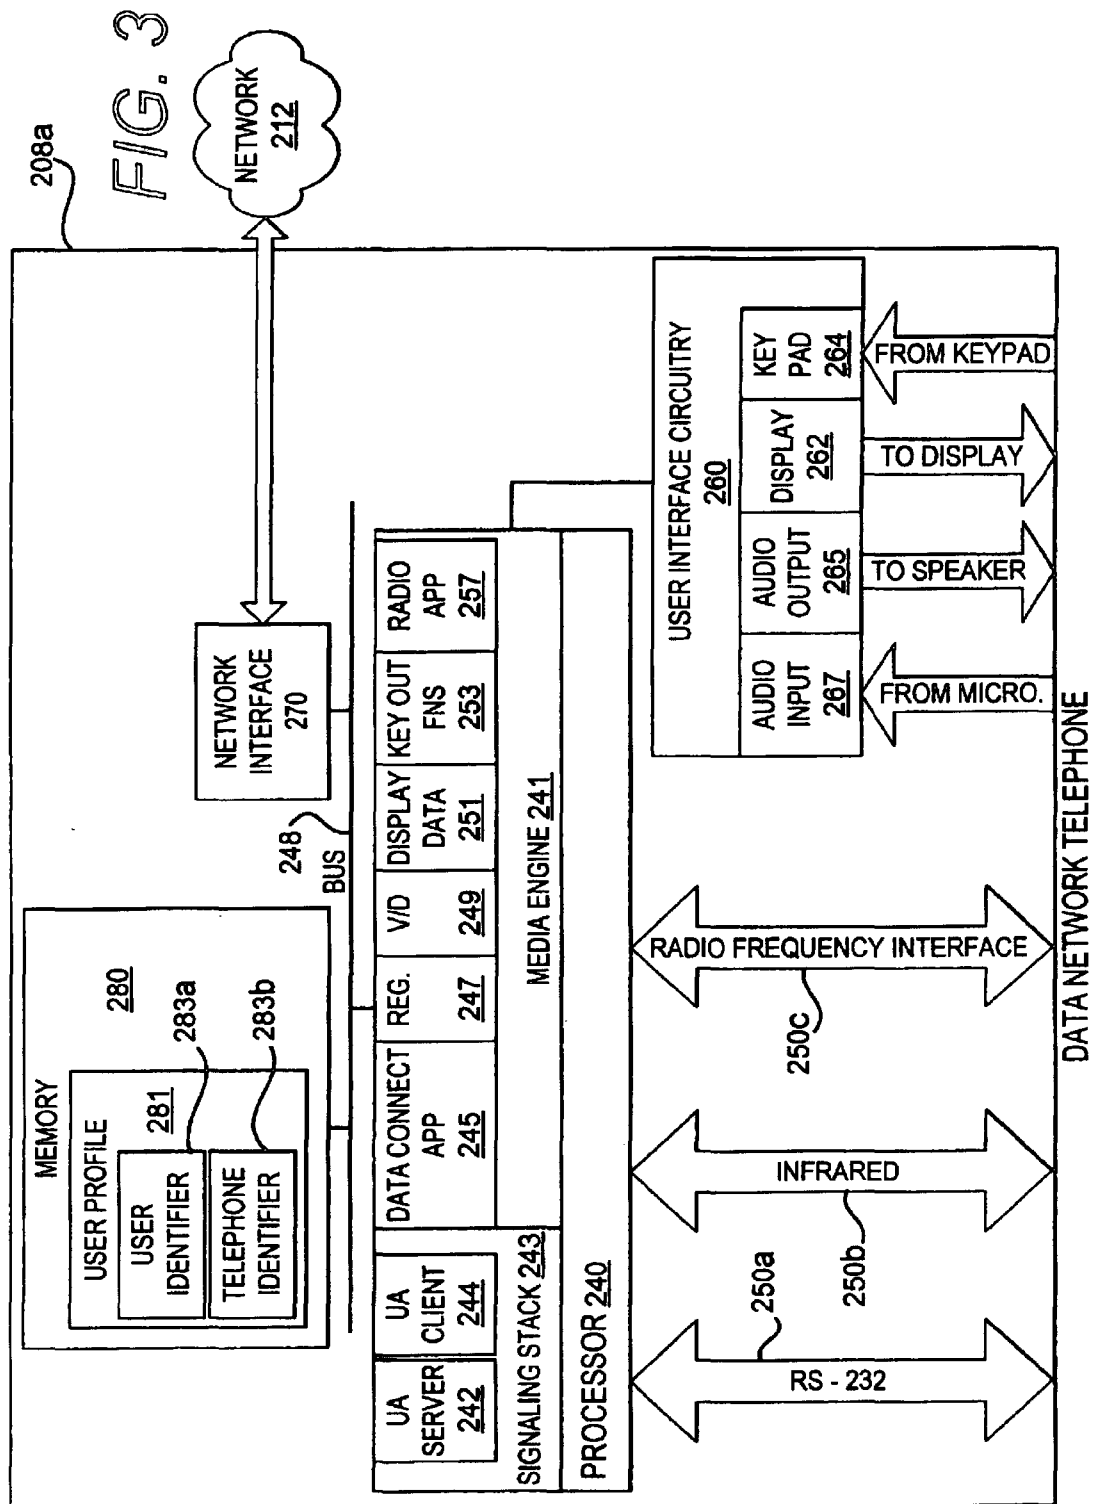 FIG. 3
208a
NETWORK
212
MEMORY
280
USER PROFILE
281
USER
IDENTIFIER
283a
TELEPHONE
IDENTIFIER
283b
NETWORK
INTERFACE
270
248
BUS
UA
SERVER
242
UA
CLIENT
244
SIGNALING STACK 243
DATA CONNECT
APP
245
REG.
247
V/D
249
DISPLAY
DATA
251
KEY OUT
FNS
253
RADIO
APP
257
MEDIA ENGINE 241
PROCESSOR 240
USER INTERFACE CIRCUITRY
260
AUDIO
INPUT
267
AUDIO
OUTPUT
265
DISPLAY
262
KEY
PAD
264
RS - 232
250a
INFRARED
250b
RADIO FREQUENCY INTERFACE
250c
FROM MICRO.
TO SPEAKER
TO DISPLAY
FROM KEYPAD
DATA NETWORK TELEPHONE